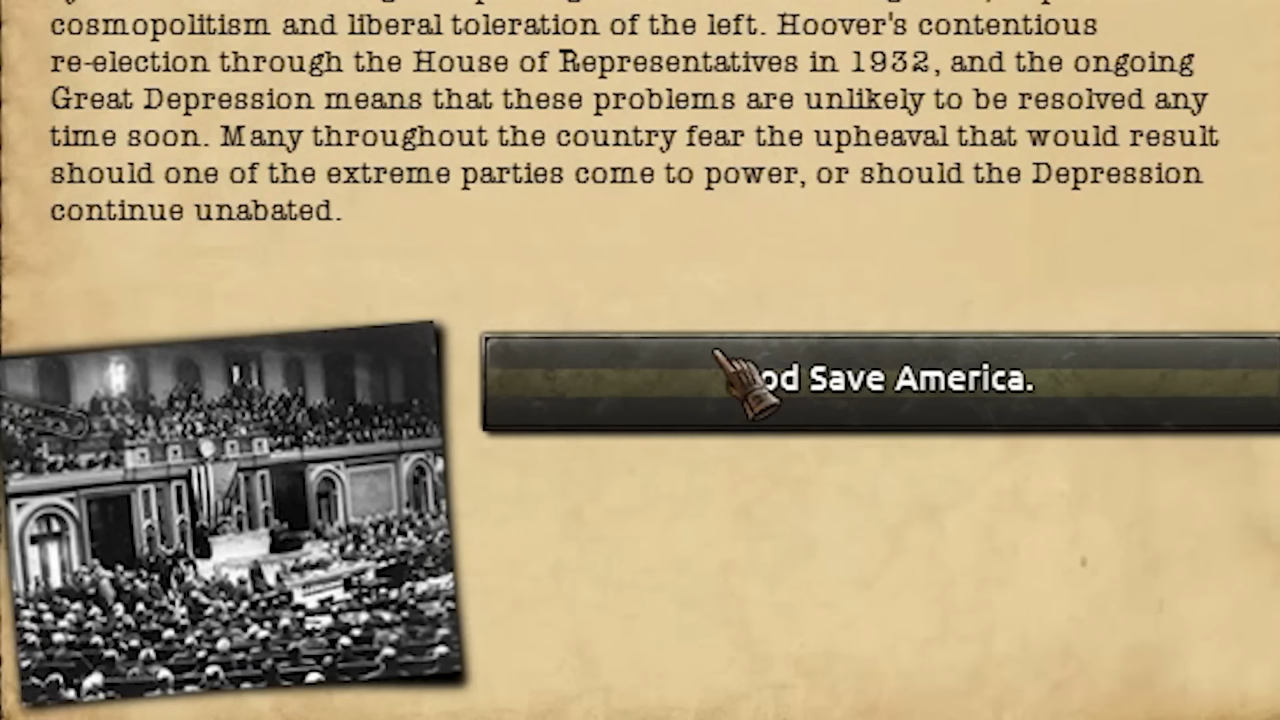 cosmopolitism and liberal toleration of the left. Hoover's contentious
re-election through the House of Representatives in 1932, and the ongoing
Great Depression means that these problems are unlikely to be resolved any
time soon. Many throughout the country fear the upheaval that would result
should one of the extreme parties come to power, or should the Depression
continue unabated.
od Save America.